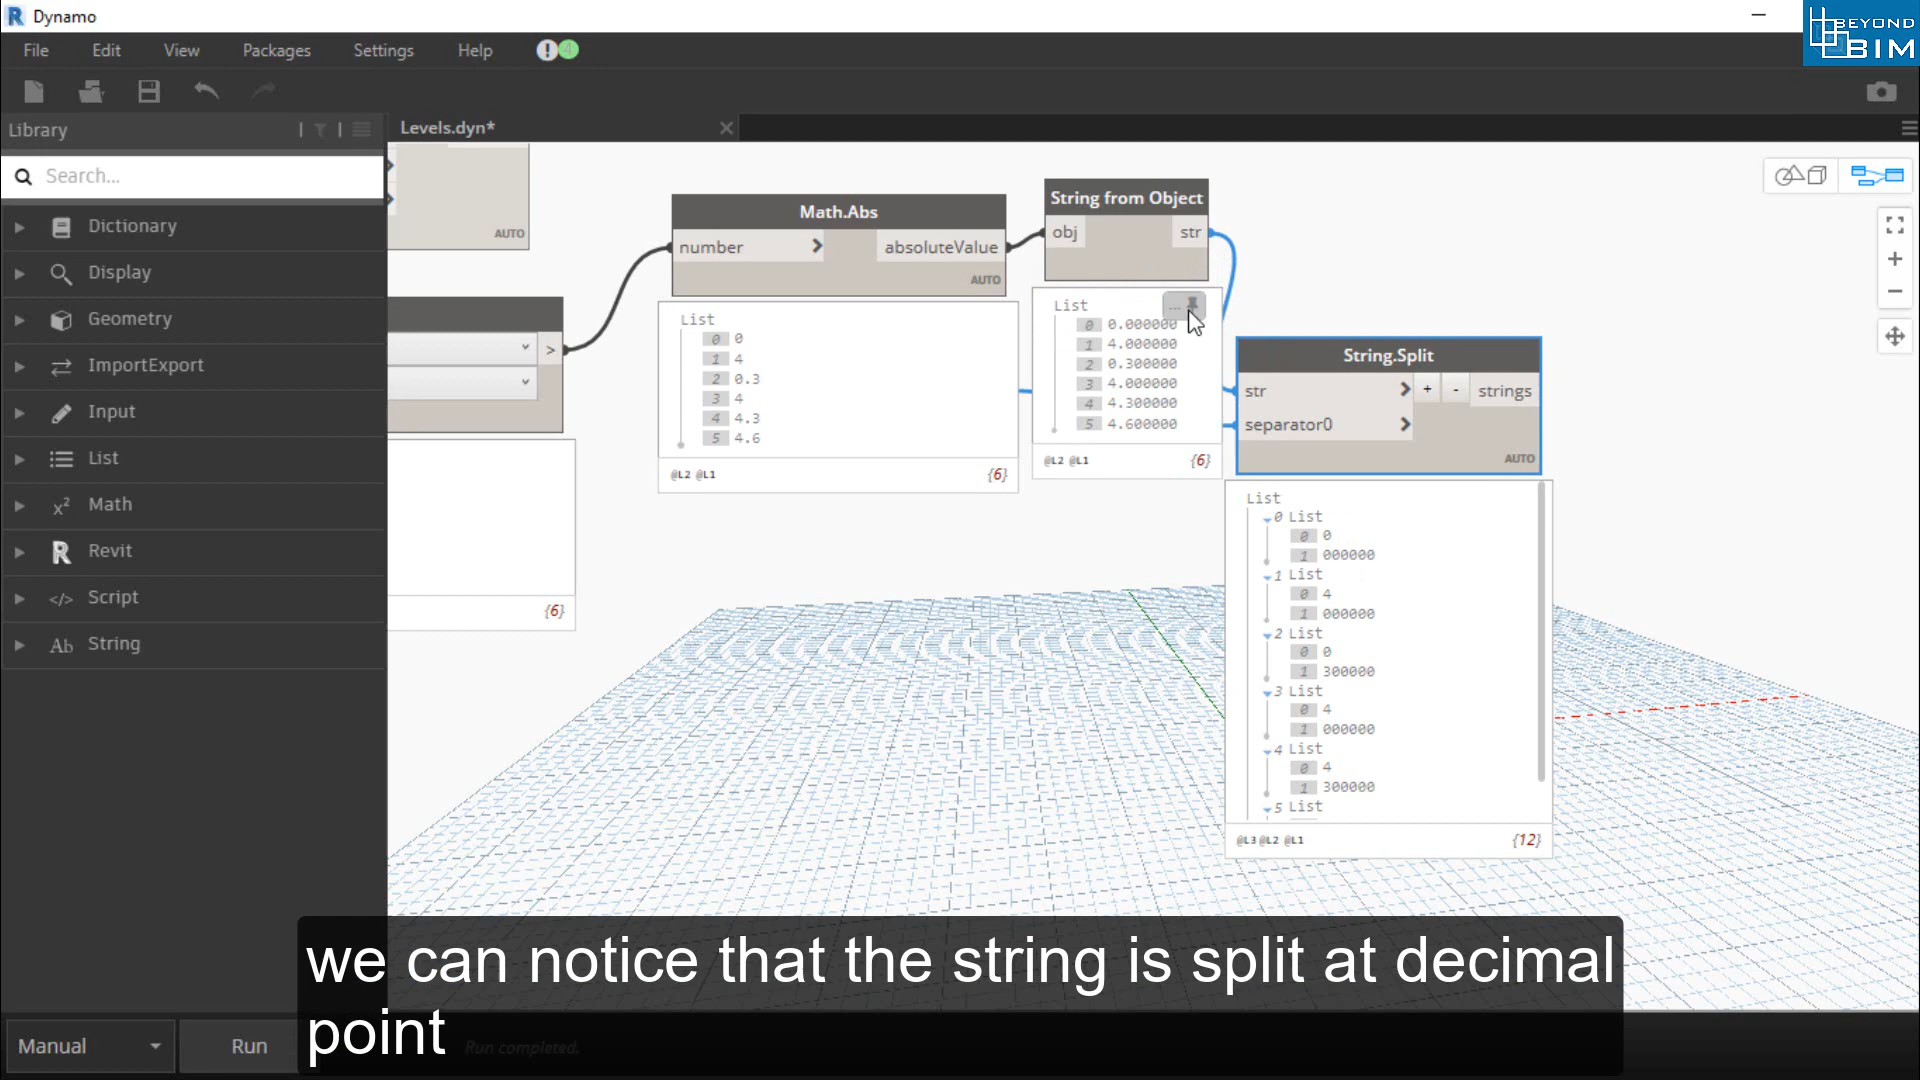 Dynamo
BEYOND
BIM
File Edit View Packages Settings Help ! 4
Library
Levels.dyn*
Search...
Dictionary
Display
Geometry
ImportExport
Input
List
Math
Revit
Script
String
AUTO
{6}
Math.Abs
number > absoluteValue
AUTO
List
0 0
1 4
2 0.3
3 4
4 4.3
5 4.6
@L2 @L1 {6}
String from Object
obj str
List
0 0.000000
1 4.000000
2 0.300000
3 4.000000
4 4.300000
5 4.600000
@L2 @L1 {6}
String.Split
str > + - strings
separator0 >
AUTO
List
0 List
0 0
1 000000
1 List
0 4
1 000000
2 List
0 0
1 300000
3 List
0 4
1 000000
4 List
0 4
1 300000
5 List
@L3 @L2 @L1 {12}
we can notice that the string is split at decimal
point
Manual Run Run completed.